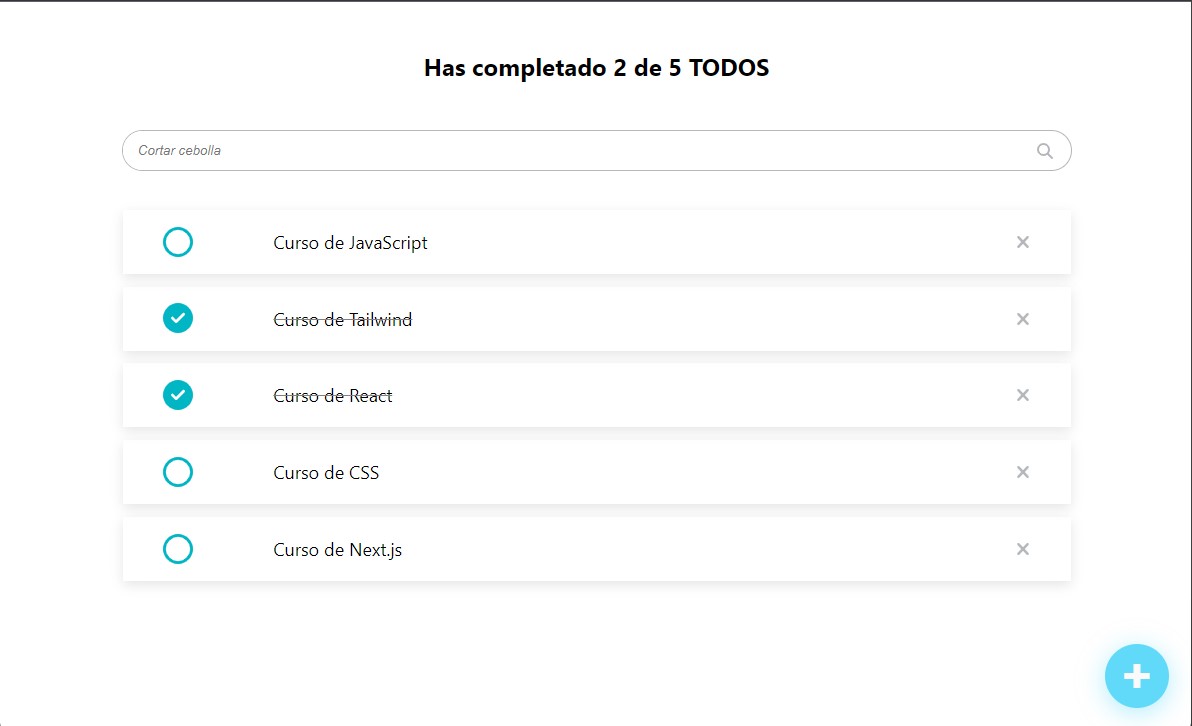 Has completado 2 de 5 TODOS
Cortar cebolla
Curso de JavaScript
Curso de Tailwind
Curso de React
Curso de CSS
Curso de Next.js